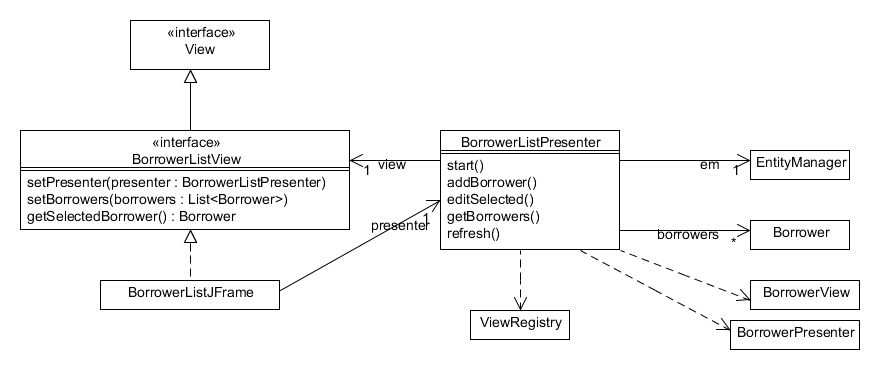 «interface»
View
«interface»
BorrowerListView
setPresenter(presenter : BorrowerListPresenter)
setBorrowers(borrowers : List<Borrower>)
getSelectedBorrower() : Borrower
BorrowerListJFrame
view
1
presenter
1
BorrowerListPresenter
start()
addBorrower()
editSelected()
getBorrowers()
refresh()
em
1
EntityManager
borrowers
*
Borrower
BorrowerView
BorrowerPresenter
ViewRegistry